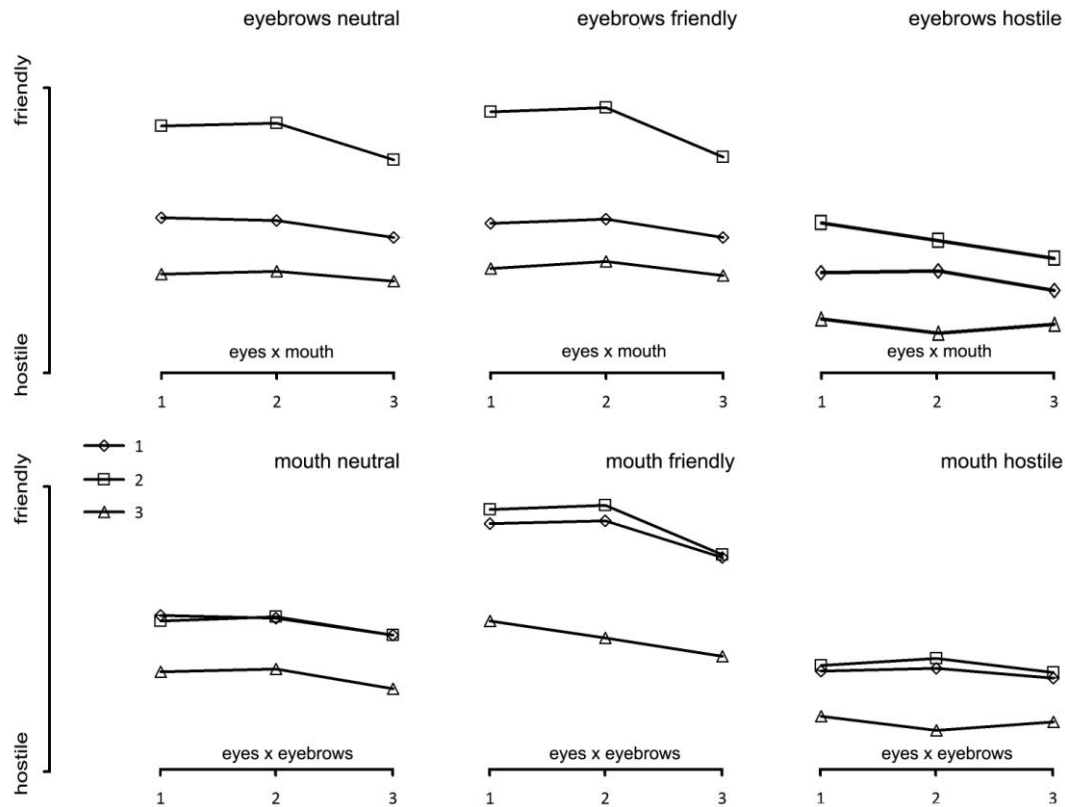 eyebrows neutral
eyebrows friendly
eyebrows hostile
friendly
hostile
eyes x mouth
eyes x mouth
eyes x mouth
1 2 3
1 2 3
1 2 3
1
2
3
mouth neutral
mouth friendly
mouth hostile
friendly
hostile
eyes x eyebrows
eyes x eyebrows
eyes x eyebrows
1 2 3
1 2 3
1 2 3